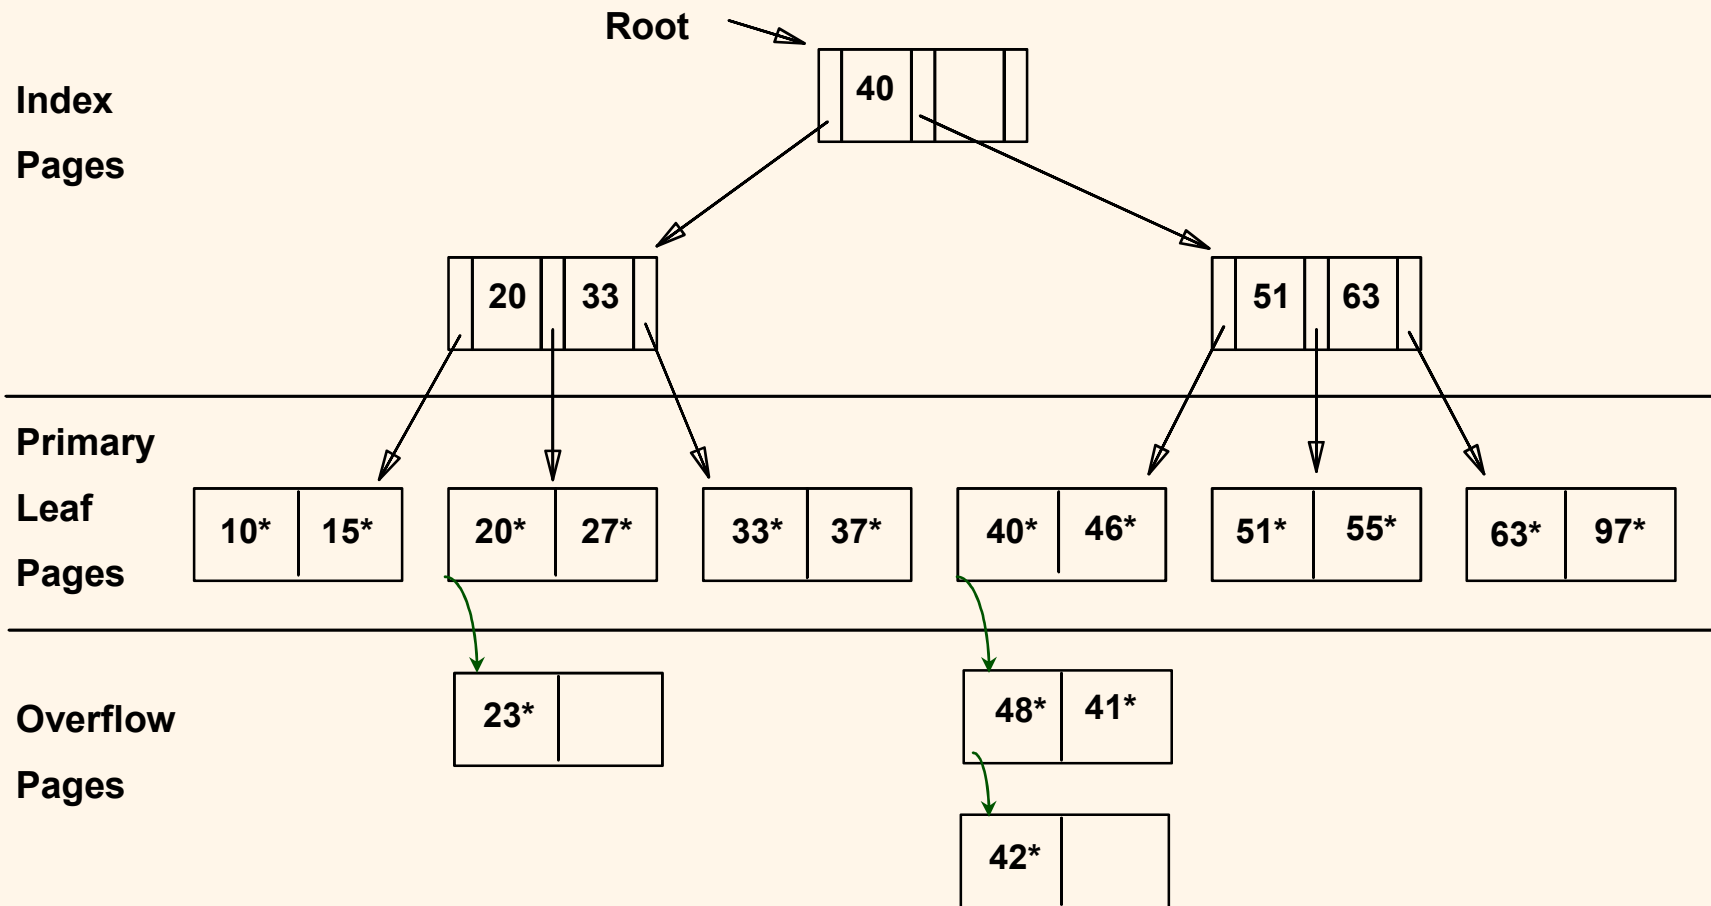 Root
Index
Pages
40
20 33
51 63
Primary
Leaf
Pages
10* 15*
20* 27*
33* 37*
40* 46*
51* 55*
63* 97*
Overflow
Pages
23*
48* 41*
42*